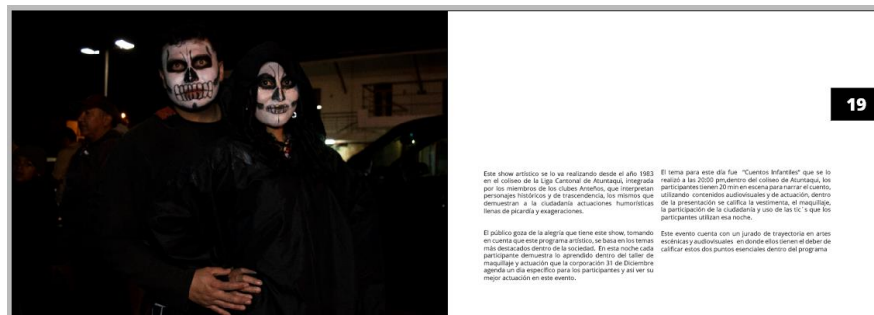 19
Este show artístico se lo va realizando desde el año 1983
en el coliseo de la Liga Cantonal de Atuntaqui, integrada
por los miembros de los clubes Anteños, que interpretan
personajes históricos y de trascendencia, los mismos que
demuestran a la ciudadanía actuaciones humorísticas
llenas de picardía y exageraciones.
El público goza de la alegría que tiene este show, tomando
en cuenta que este programa artístico, se basa en los temas
más destacados dentro de la sociedad. En esta noche cada
participante demuestra lo aprendido dentro del taller de
maquillaje y actuación que la corporación 31 de Diciembre
agenda un día específico para los participantes y asi ver su
mejor actuación en este evento.
El tema para este día fue "Cuentos Infantiles" que se lo
realizó a las 20:00 pm,dentro del coliseo de Atuntaqui, los
participantes tienen 20 min en escena para narrar el cuento,
utilizando contenidos audiovisuales y de actuación, dentro
de la presentación se califica la vestimenta, el maquillaje,
la participación de la ciudadanía y uso de las tic´s que los
particpantes utilizan esa noche.
Este evento cuenta con un jurado de trayectoria en artes
escénicas y audiovisuales en donde ellos tienen el deber de
calificar estos dos puntos esenciales dentro del programa